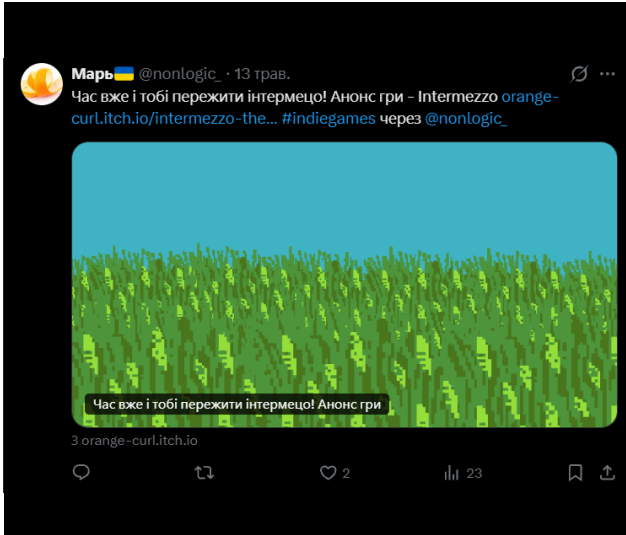 Марь🇺🇦 @nonlogic_ · 13 трав.
Час вже і тобі пережити інтермецо! Анонс гри - Intermezzo orange-
curl.itch.io/intermezzo-the... #indiegames через @nonlogic_
Час вже і тобі пережити інтермецо! Анонс гри
З orange-curl.itch.io
2 23